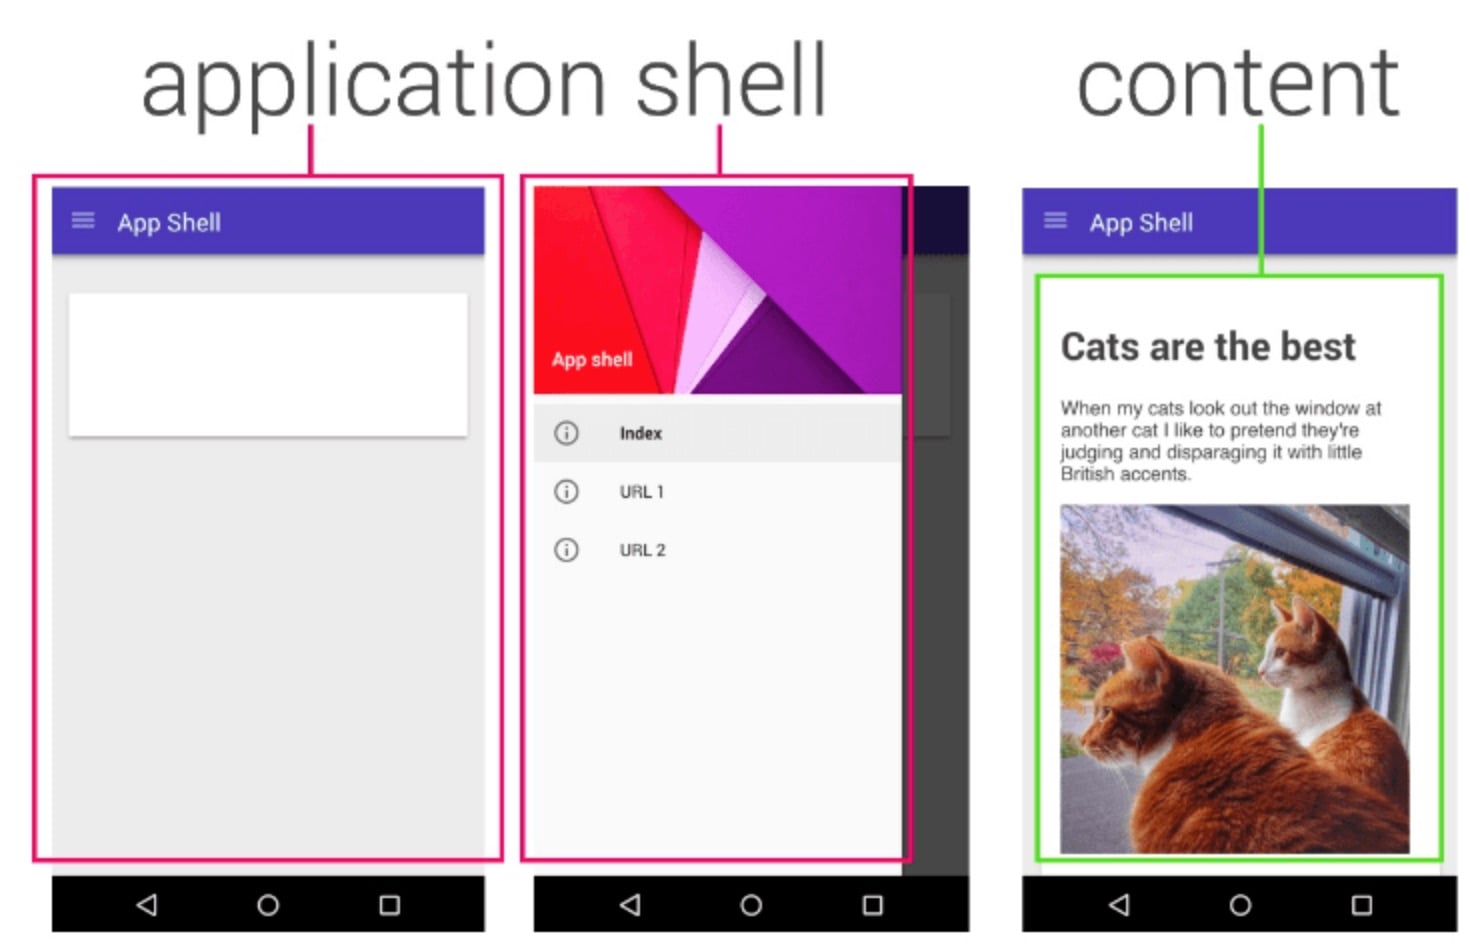 application shell
content
App Shell
App shell
Index
URL 1
URL 2
App Shell
Cats are the best
When my cats look out the window at
another cat I like to pretend they're
judging and disparaging it with little
British accents.